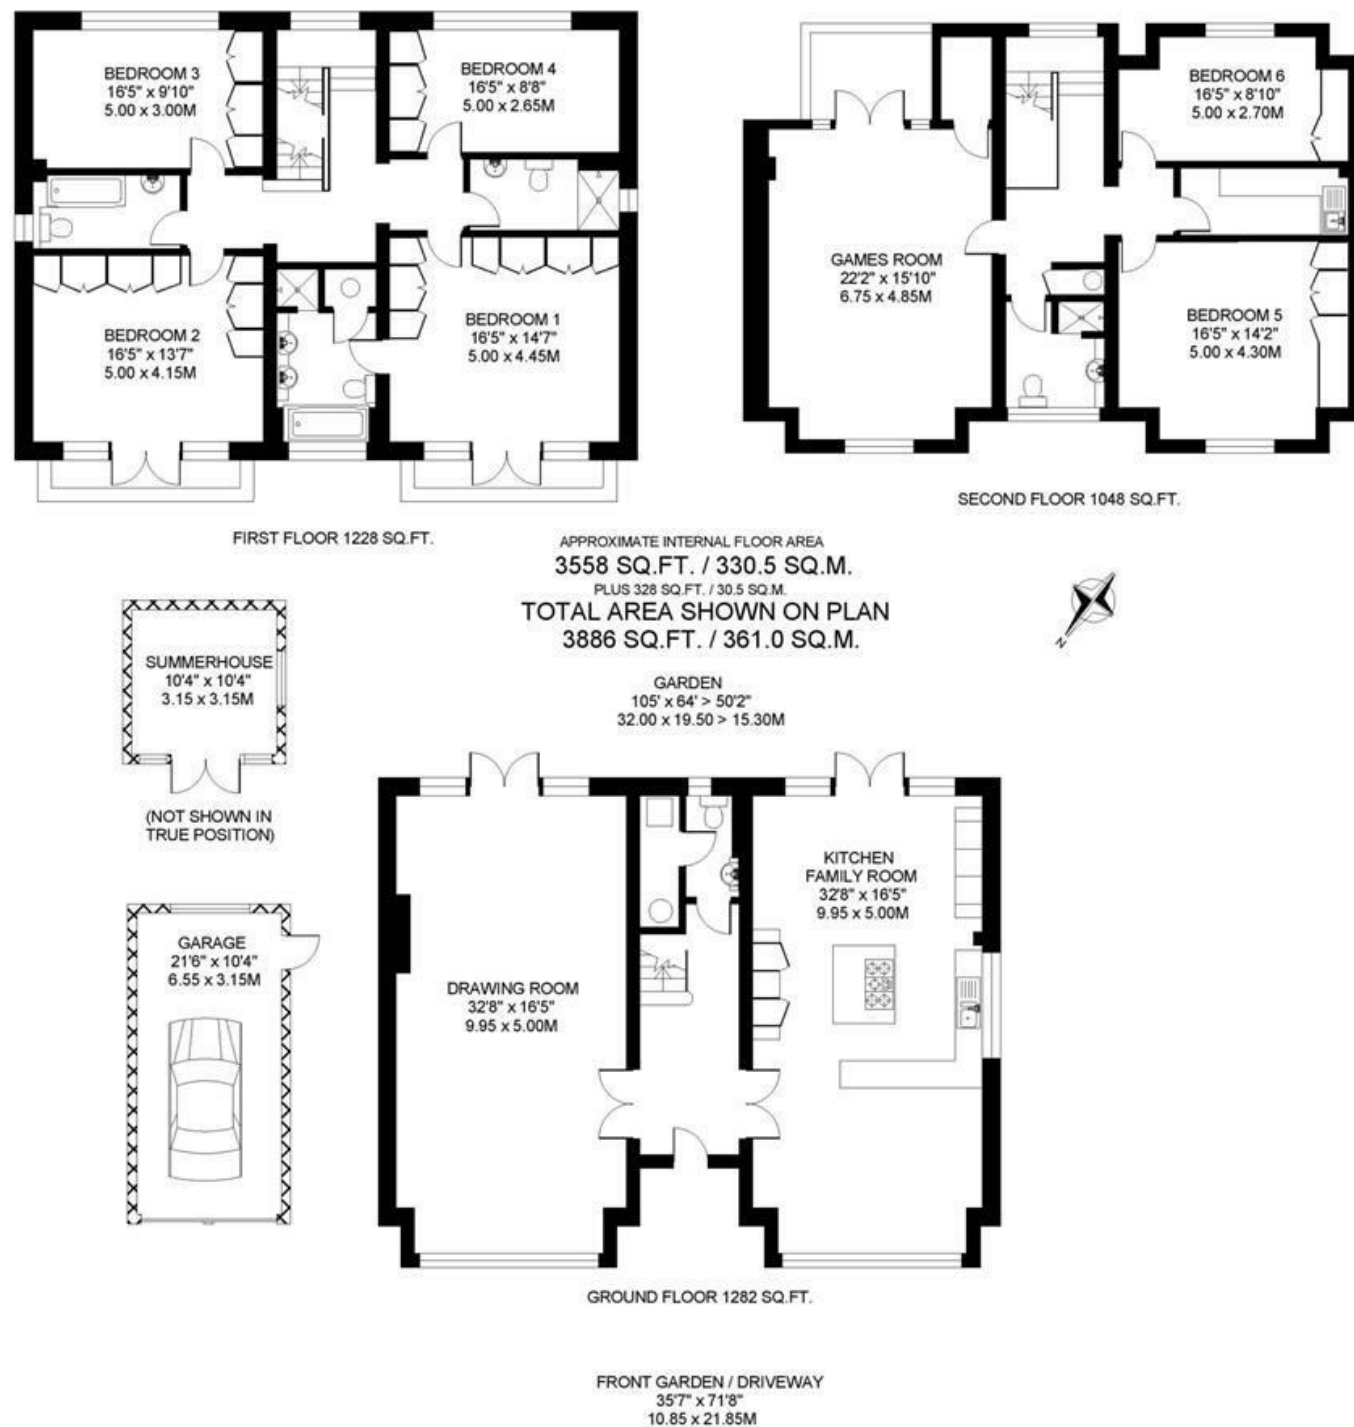 BEDROOM 3
16'5" x 9'10"
5.00 x 3.00M
BEDROOM 4
16'5" x 8'8"
5.00 x 2.65M
BEDROOM 2
16'5" x 13'7"
5.00 x 4.15M
BEDROOM 1
16'5" x 14'7"
5.00 x 4.45M
FIRST FLOOR 1228 SQ.FT.
BEDROOM 6
16'5" x 8'10"
5.00 x 2.70M
GAMES ROOM
22'2" x 15'10"
6.75 x 4.85M
BEDROOM 5
16'5" x 14'2"
5.00 x 4.30M
SECOND FLOOR 1048 SQ.FT.
APPROXIMATE INTERNAL FLOOR AREA
3558 SQ.FT. / 330.5 SQ.M.
PLUS 328 SQ.FT. / 30.5 SQ.M.
TOTAL AREA SHOWN ON PLAN
3886 SQ.FT. / 361.0 SQ.M.
N
SUMMERHOUSE
10'4" x 10'4"
3.15 x 3.15M
(NOT SHOWN IN
TRUE POSITION)
GARDEN
105' x 64' > 50'2"
32.00 x 19.50 > 15.30M
GARAGE
21'6" x 10'4"
6.55 x 3.15M
KITCHEN
FAMILY ROOM
32'8" x 16'5"
9.95 x 5.00M
DRAWING ROOM
32'8" x 16'5"
9.95 x 5.00M
GROUND FLOOR 1282 SQ.FT.
FRONT GARDEN / DRIVEWAY
35'7" x 71'8"
10.85 x 21.85M